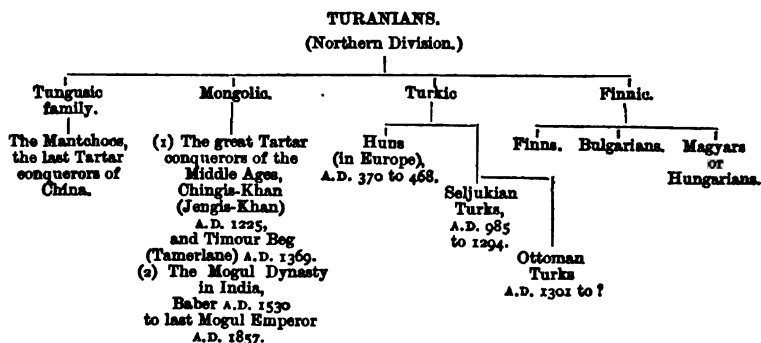 TURANIANS.
(Northern Division.)
Tungusic
family.
The Mantchoos,
the last Tartar
conquerors of
China.
Mongolic.
(1) The great Tartar
conquerors of the
Middle Ages,
Chingis-Khan
(Jengis-Khan)
A.D. 1225,
and Timour Beg
(Tamerlane) A.D. 1369.
(2) The Mogul Dynasty
in India,
Baber A.D. 1530
to last Mogul Emperor
A.D. 1857.
Turkic
Huns
(in Europe),
A.D. 370 to 468.
Seljukian
Turks,
A.D. 985
to 1294.
Ottoman
Turks
A.D. 1301 to ?
Finnic.
Finns.
Bulgarians.
Magyars
or
Hungarians.